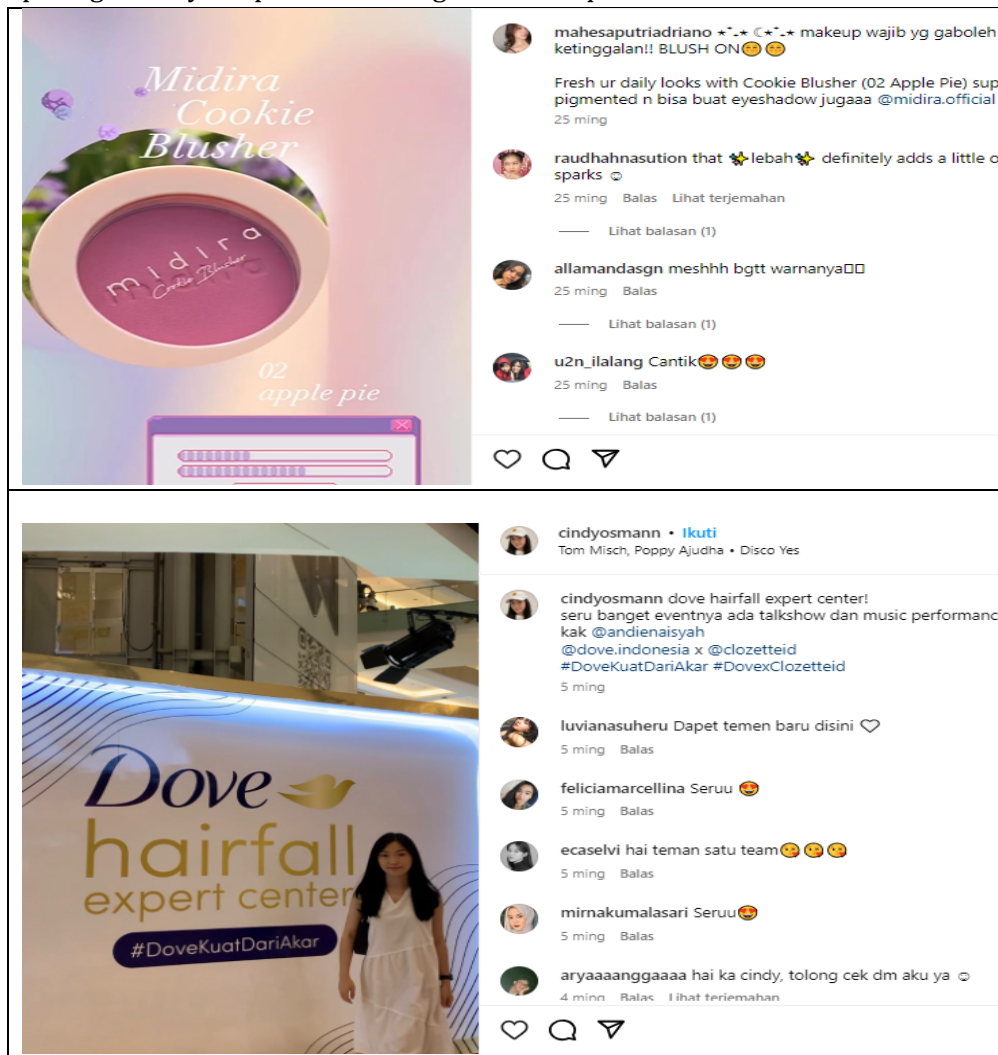 Midira
Cookie
Blusher
midira
Cookie Blusher
02
apple pie
mahesaputriadriano ⋆˚₊⋆ ☾⋆˚₊⋆ makeup wajib yg gaboleh
ketinggalan!! BLUSH ON🤭🤭
Fresh ur daily looks with Cookie Blusher (02 Apple Pie) sup
pigmented n bisa buat eyeshadow jugaaa @midira.official
25 ming
raudhahnasution that ✨lebah✨ definitely adds a little o
sparks ☺
25 ming Balas Lihat terjemahan
Lihat balasan (1)
allamandasgn meshhh bgtt warnanya▯▯
25 ming Balas
Lihat balasan (1)
u2n_ilalang Cantik😍😍😍
25 ming Balas
Lihat balasan (1)
Dove
hairfall
expert center
#DoveKuatDariAkar
cindyosmann • Ikuti
Tom Misch, Poppy Ajudha • Disco Yes
cindyosmann dove hairfall expert center!
seru banget eventnya ada talkshow dan music performanc
kak @andienaisyah
@dove.indonesia x @clozetteid
#DoveKuatDariAkar #DovexClozetteid
5 ming
luvianasuheru Dapet temen baru disini ♡
5 ming Balas
feliciamarcellina Seruu 😍
5 ming Balas
ecaselvi hai teman satu team😘😘😘
5 ming Balas
mirnakumalasari Seruu😍
5 ming Balas
aryaaaanggaaaa hai ka cindy, tolong cek dm aku ya ☺
4 ming Balas Lihat terjemahan